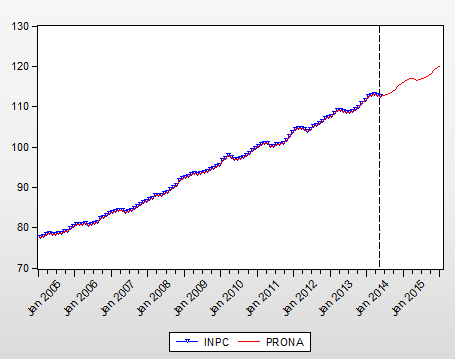 130
120
110
100
90
80
70
Jan 2005
Jan 2006
Jan 2007
Jan 2008
Jan 2009
Jan 2010
Jan 2011
Jan 2012
Jan 2013
Jan 2014
Jan 2015
INPC
PRONA